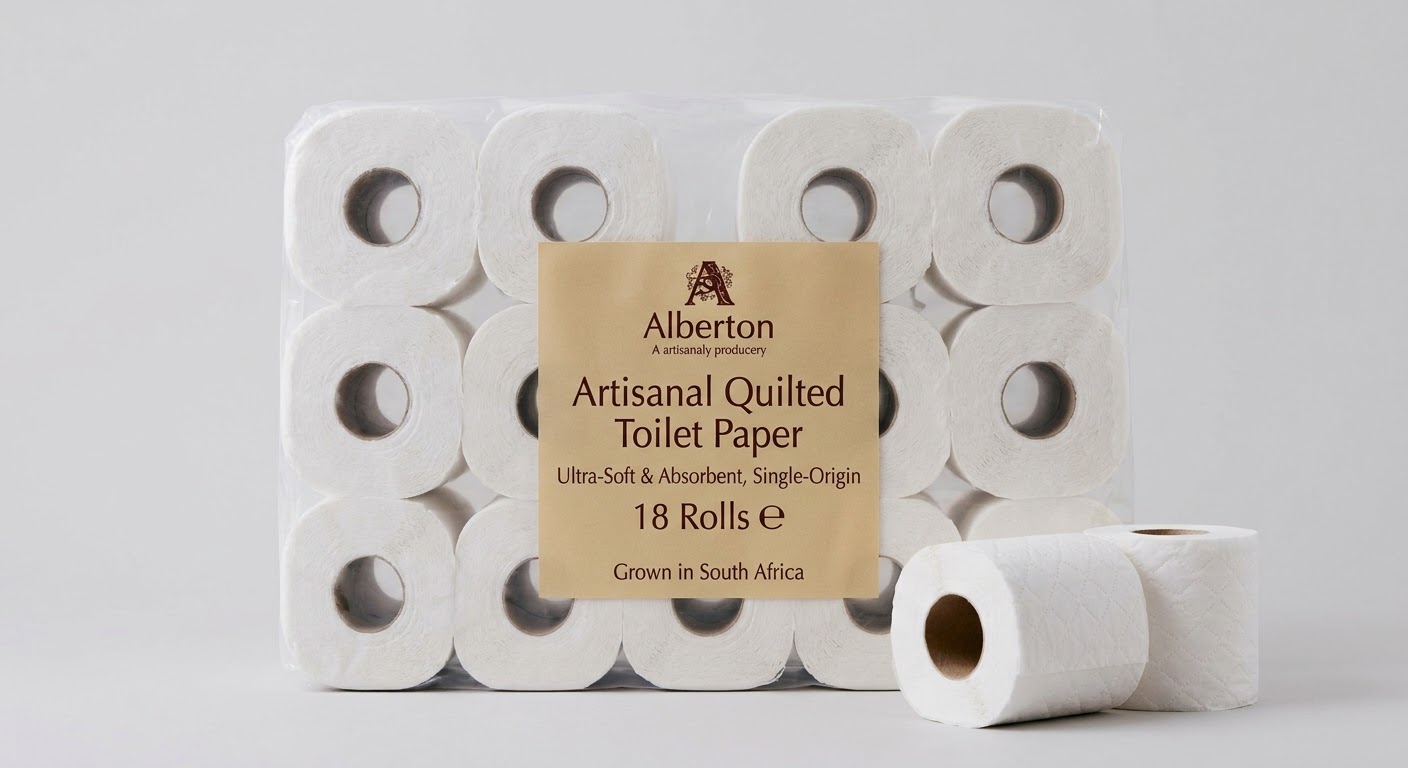 A
Alberton
A artisanaly producery
Artisanal Quilted
Toilet Paper
Ultra-Soft & Absorbent, Single-Origin
18 Rolls ℮
Grown in South Africa